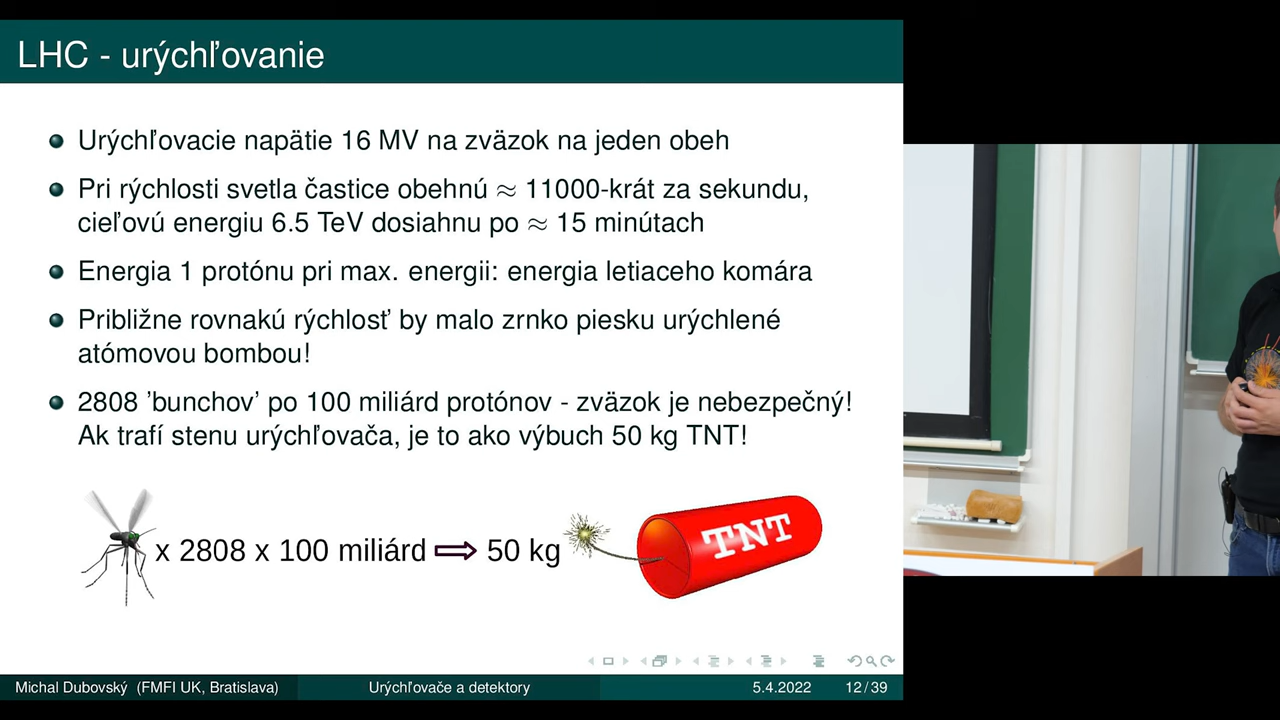 LHC - urýchľovanie
Urýchľovacie napätie 16 MV na zväzok na jeden obeh
Pri rýchlosti svetla častice obehnú ≈ 11000-krát za sekundu,
cieľovú energiu 6.5 TeV dosiahnu po ≈ 15 minútach
Energia 1 protónu pri max. energii: energia letiaceho komára
Približne rovnakú rýchlosť by malo zrnko piesku urýchlené
atómovou bombou!
2808 'bunchov' po 100 miliárd protónov - zväzok je nebezpečný!
Ak trafí stenu urýchľovača, je to ako výbuch 50 kg TNT!
x 2808 x 100 miliárd ⇒ 50 kg
TNT
Michal Dubovský (FMFI UK, Bratislava) Urýchľovače a detektory 5.4.2022 12/39